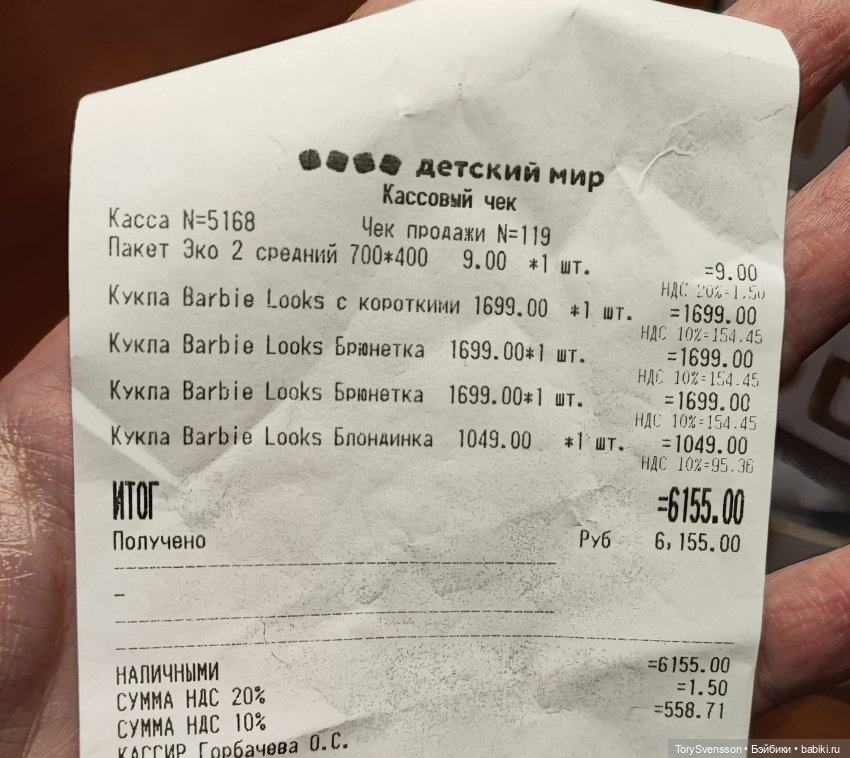 детский мир
Кассовый чек
Касса N=5168 Чек продажи N=119
Пакет Эко 2 средний 700*400 9.00 *1 шт. =9.00
НДС 20%=1.50
Кукла Barbie Looks с короткими 1699.00 *1 шт. =1699.00
НДС 10%=154.45
Кукла Barbie Looks Брюнетка 1699.00*1 шт. =1699.00
НДС 10%=154.45
Кукла Barbie Looks Брюнетка 1699.00*1 шт. =1699.00
НДС 10%=154.45
Кукла Barbie Looks Блондинка 1049.00 *1 шт. =1049.00
НДС 10%=95.36
ИТОГ =6155.00
Получено Руб 6,155.00
–
НАЛИЧНЫМИ =6155.00
СУММА НДС 20% =1.50
СУММА НДС 10% =558.71
КАССИР Горбачева О.С.
TorySvensson • Бэйбики • babiki.ru